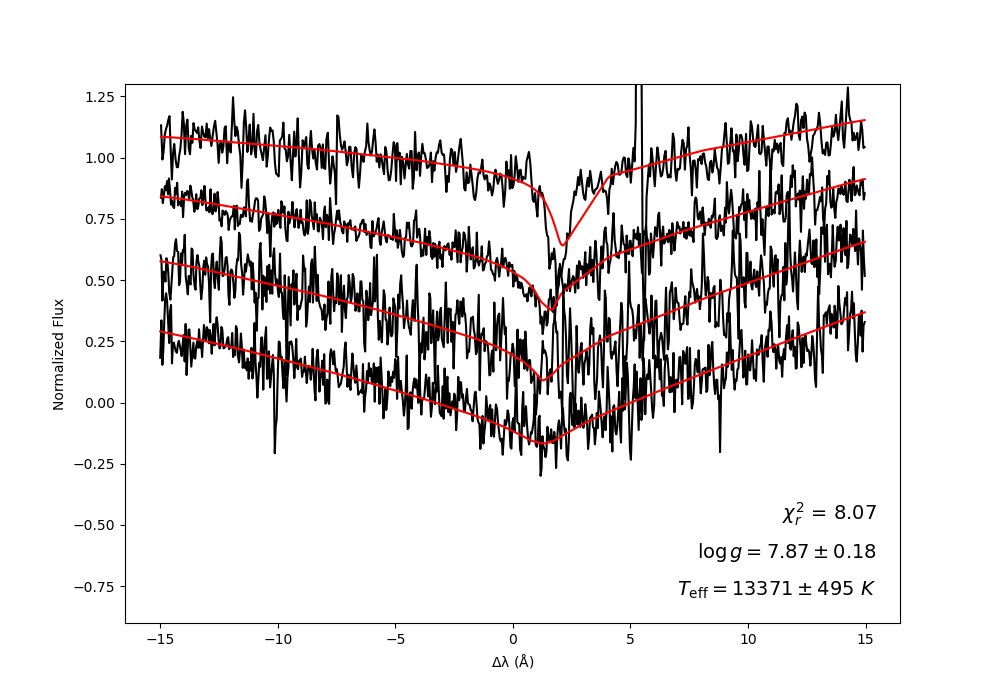 1.25
1.00
0.75
0.50
0.25
0.00
−0.25
−0.50
−0.75
Normalized Flux
χ²ᵣ = 8.07
log g = 7.87 ± 0.18
T_eff = 13371 ± 495 K
−15 −10 −5 0 5 10 15
Δλ (Å)